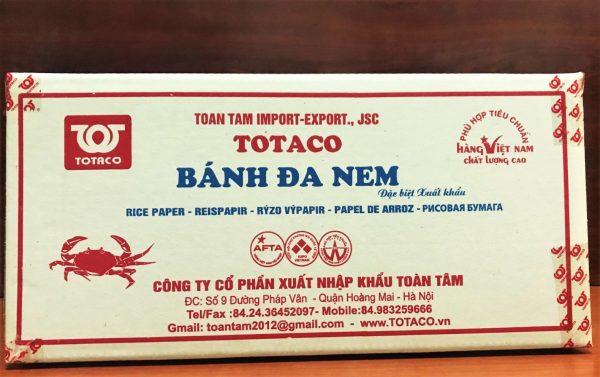 TOT
TOTACO
TOAN TAM IMPORT-EXPORT., JSC
TOTACO
BÁNH ĐA NEM
Đặc biệt Xuất khẩu
PHÙ HỢP TIÊU CHUẨN
HÀNG VIỆT NAM
CHẤT LƯỢNG CAO
RICE PAPER - REISPAPIR - RÝZO VÝPAPIR - PAPEL DE ARROZ - РИСОВАЯ БУМАГА
AFTA
EXPO
VIETNAM
CÔNG TY CỔ PHẦN XUẤT NHẬP KHẨU TOÀN TÂM
ĐC: Số 9 Đường Pháp Vân - Quận Hoàng Mai - Hà Nội
Tel/Fax :84.24.36452097- Mobile:84.983259666
Gmail: toantam2012@gmail.com - www.TOTACO.vn